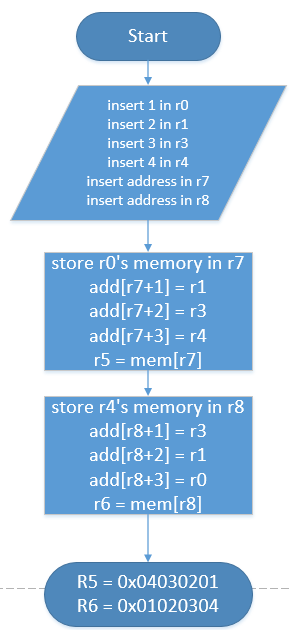 Start
insert 1 in r0
insert 2 in r1
insert 3 in r3
insert 4 in r4
insert address in r7
insert address in r8
store r0's memory in r7
add[r7+1] = r1
add[r7+2] = r3
add[r7+3] = r4
r5 = mem[r7]
store r4's memory in r8
add[r8+1] = r3
add[r8+2] = r1
add[r8+3] = r0
r6 = mem[r8]
R5 = 0x04030201
R6 = 0x01020304